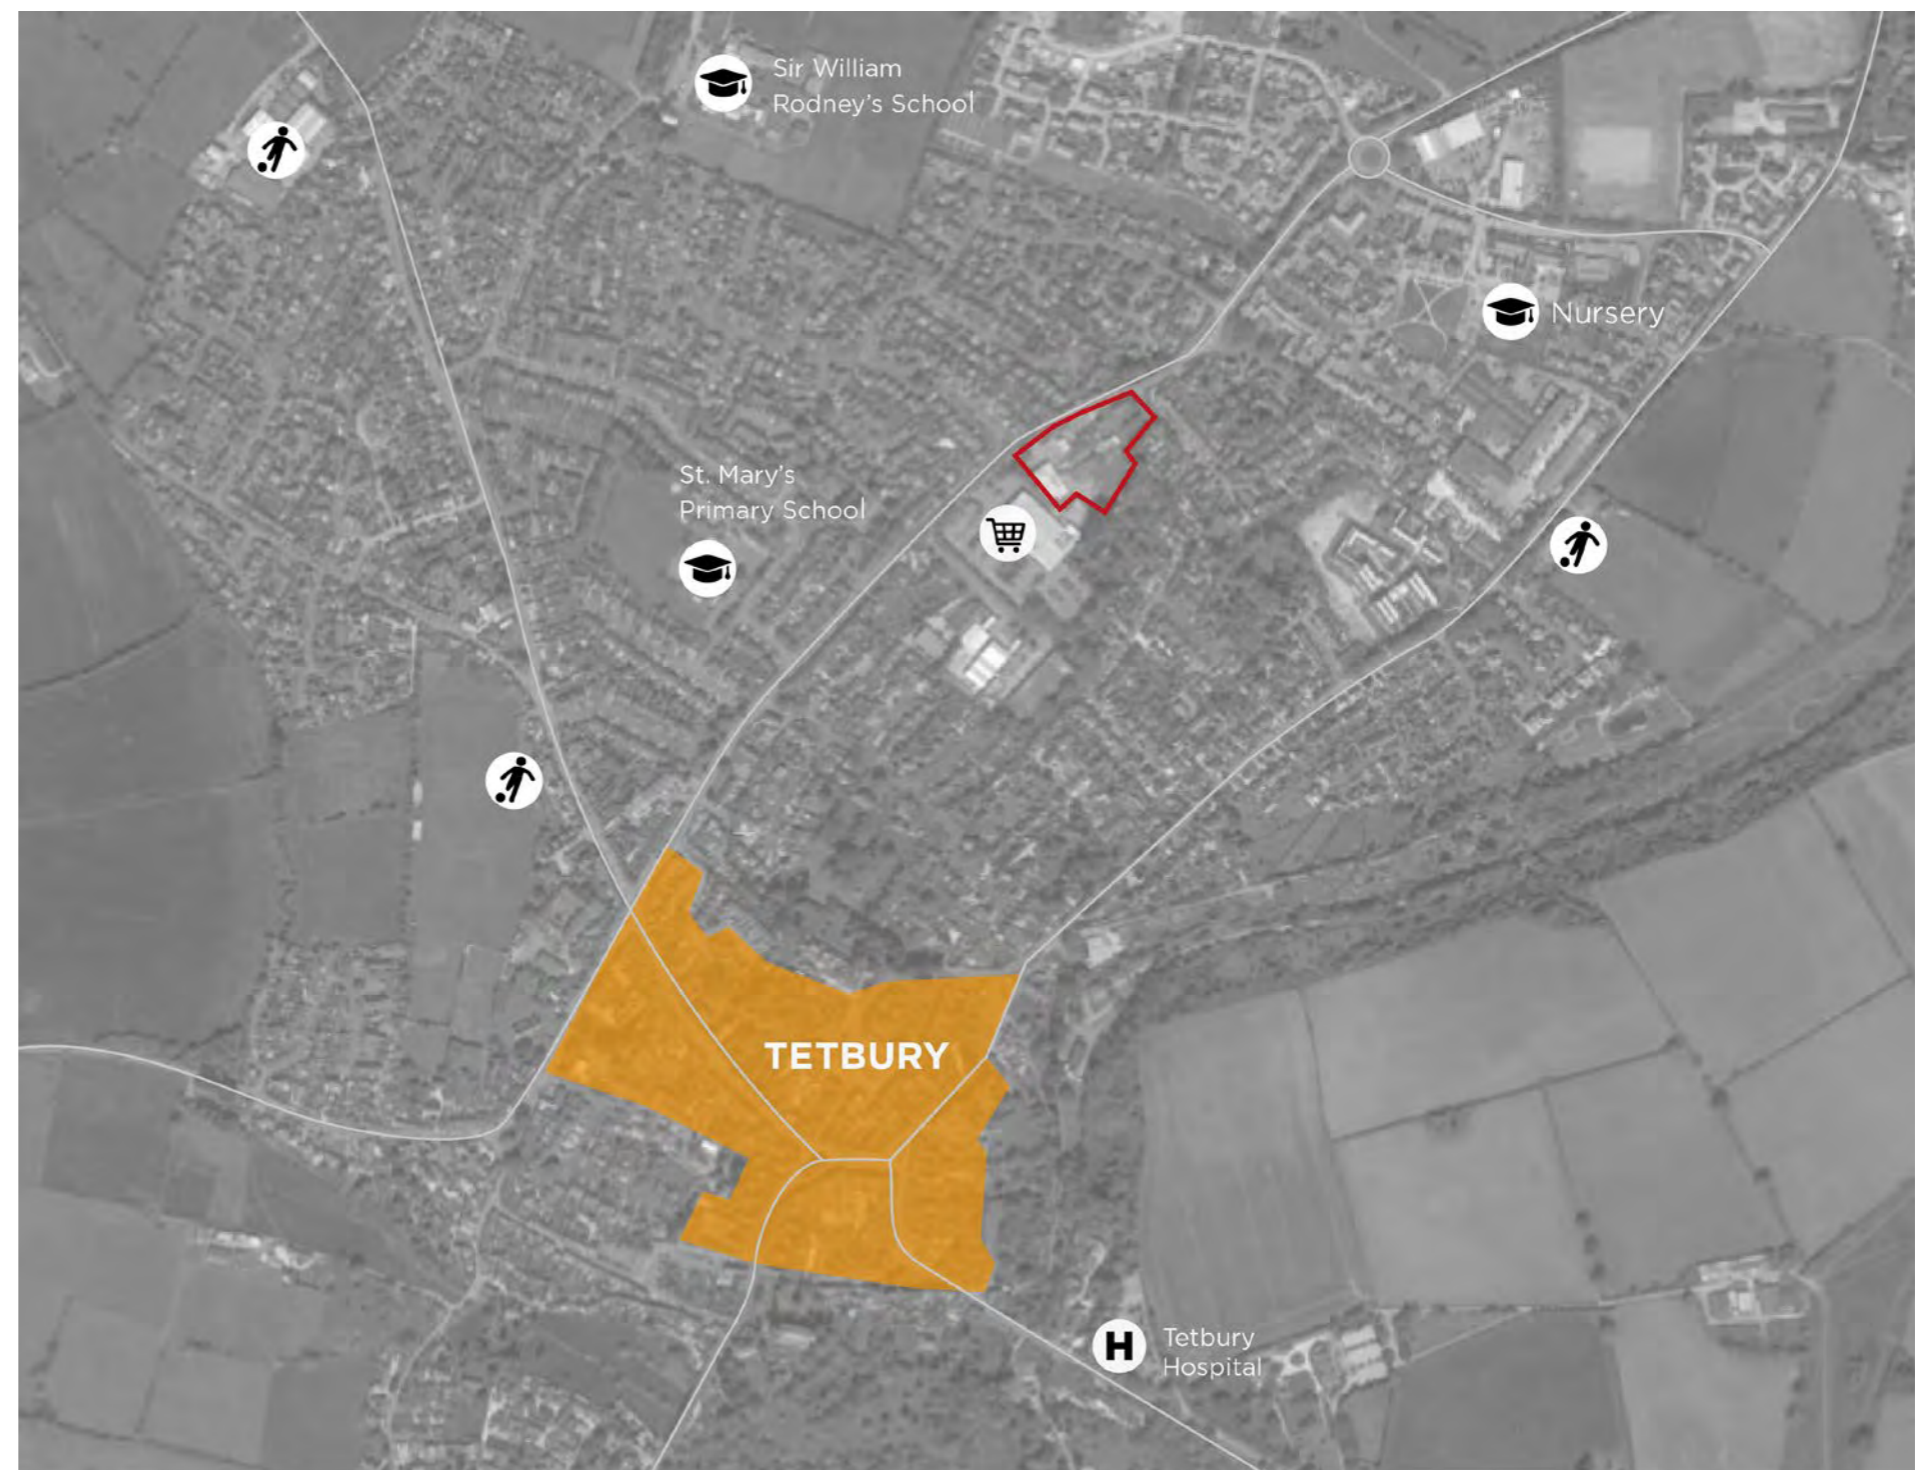 Sir William
Rodney's School
Nursery
St. Mary's
Primary School
TETBURY
H
Tetbury
Hospital